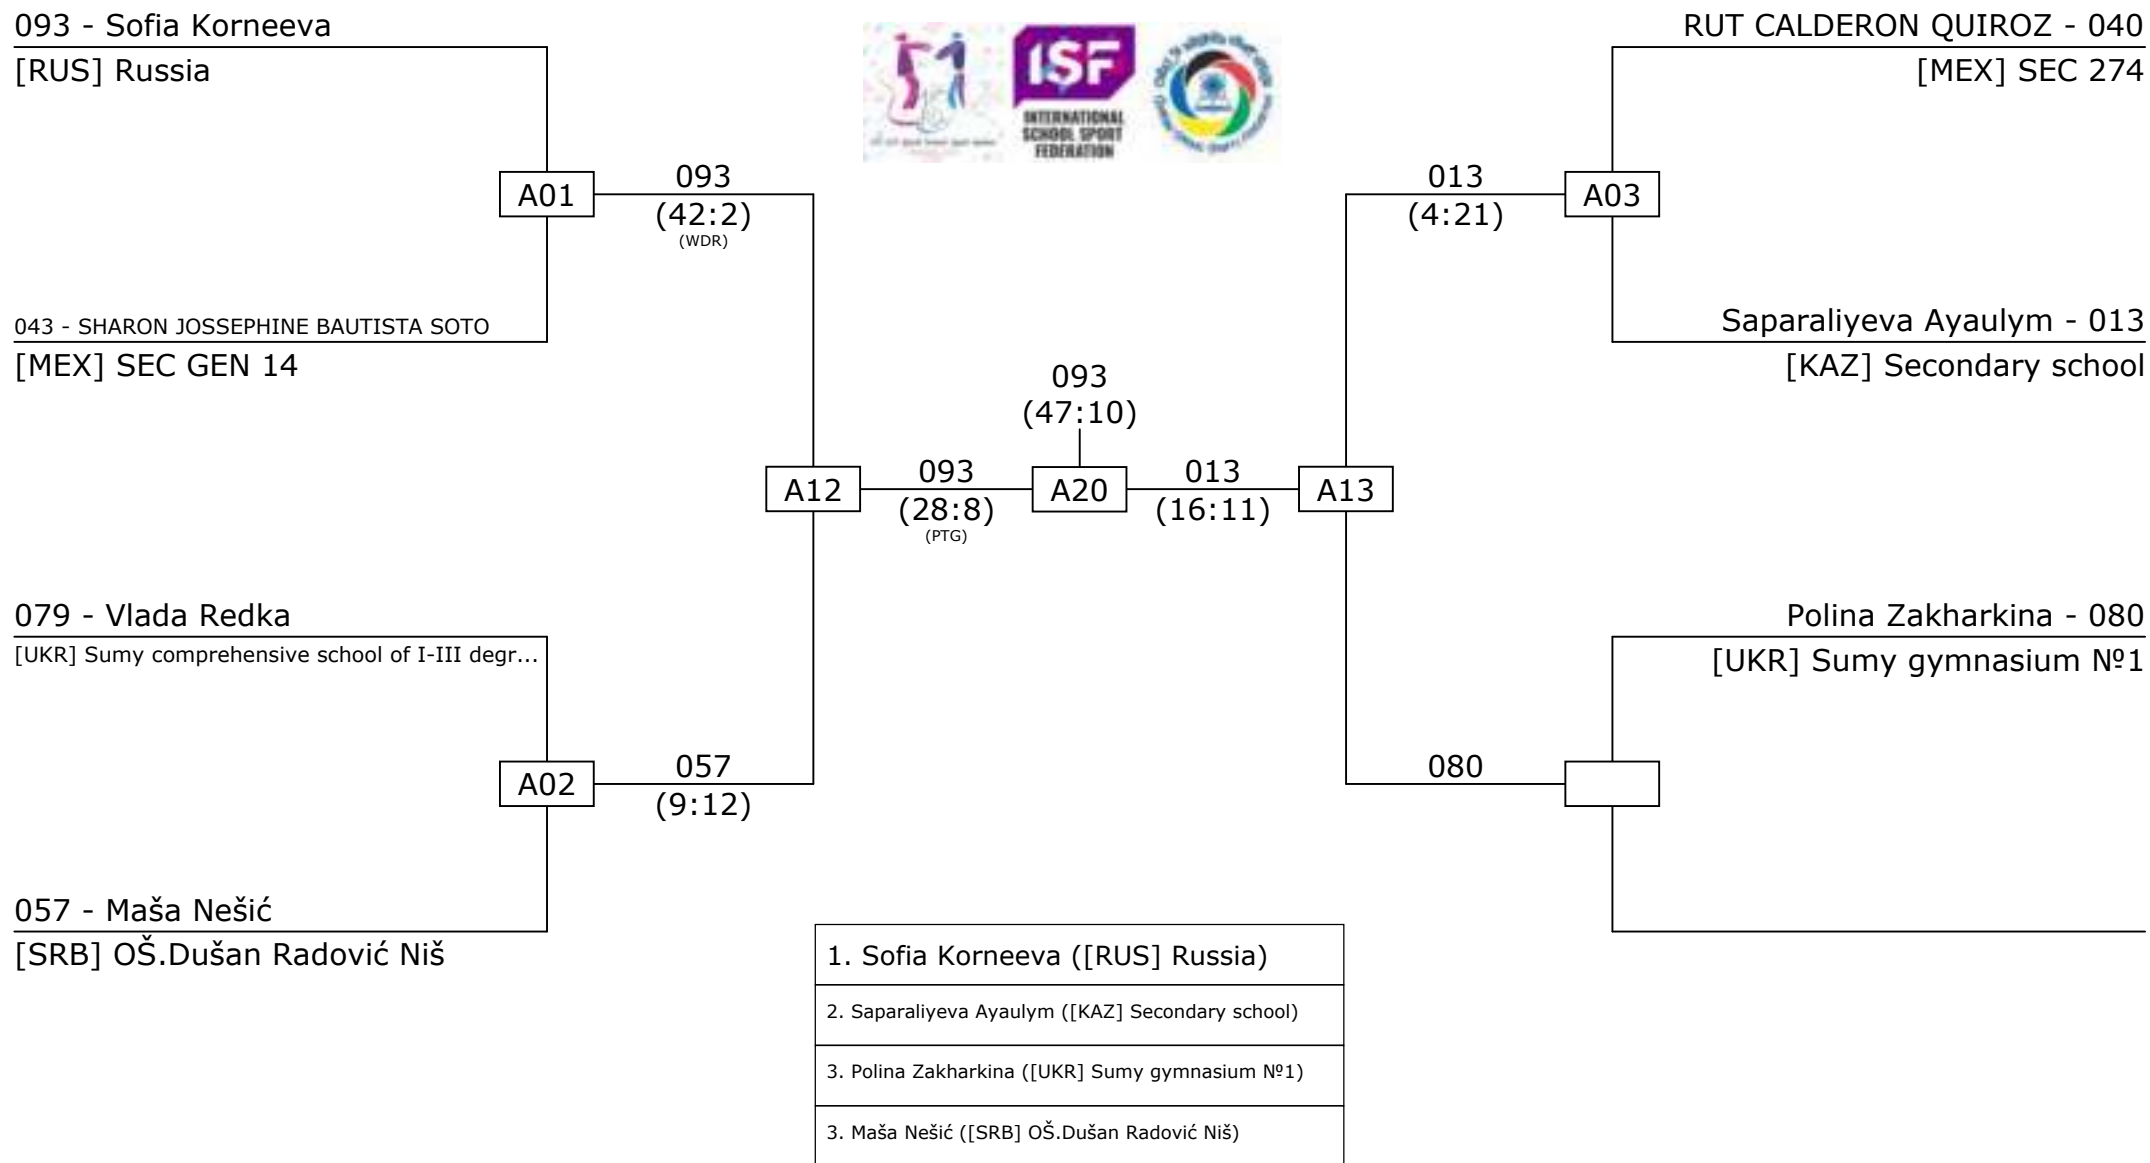 093 - Sofia Korneeva
[RUS] Russia
043 - SHARON JOSSEPHINE BAUTISTA SOTO
[MEX] SEC GEN 14
079 - Vlada Redka
[UKR] Sumy comprehensive school of I-III degr...
057 - Maša Nešić
[SRB] OŠ.Dušan Radović Niš
A01
093
(42:2)
(WDR)
A02
057
(9:12)
ISF
INTERNATIONAL
SCHOOL SPORT
FEDERATION
A12
093
(28:8)
(PTG)
093
(47:10)
A20
013
(16:11)
A13
013
(4:21)
A03
080
RUT CALDERON QUIROZ - 040
[MEX] SEC 274
Saparaliyeva Ayaulym - 013
[KAZ] Secondary school
Polina Zakharkina - 080
[UKR] Sumy gymnasium №1
1. Sofia Korneeva ([RUS] Russia)
2. Saparaliyeva Ayaulym ([KAZ] Secondary school)
3. Polina Zakharkina ([UKR] Sumy gymnasium №1)
3. Maša Nešić ([SRB] OŠ.Dušan Radović Niš)